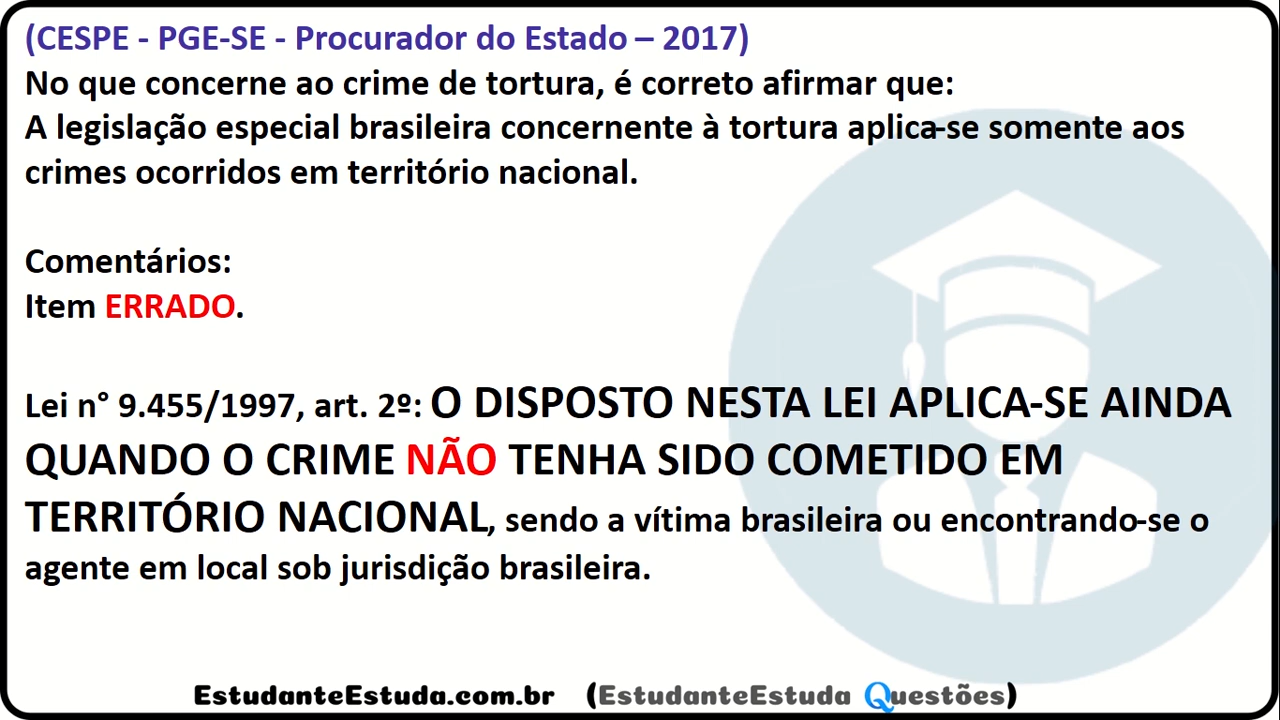 (CESPE - PGE-SE - Procurador do Estado – 2017)
No que concerne ao crime de tortura, é correto afirmar que:
A legislação especial brasileira concernente à tortura aplica-se somente aos
crimes ocorridos em território nacional.
Comentários:
Item ERRADO.
Lei n° 9.455/1997, art. 2º: O DISPOSTO NESTA LEI APLICA-SE AINDA
QUANDO O CRIME NÃO TENHA SIDO COMETIDO EM
TERRITÓRIO NACIONAL, sendo a vítima brasileira ou encontrando-se o
agente em local sob jurisdição brasileira.
EstudanteEstuda.com.br (EstudanteEstuda Questões)